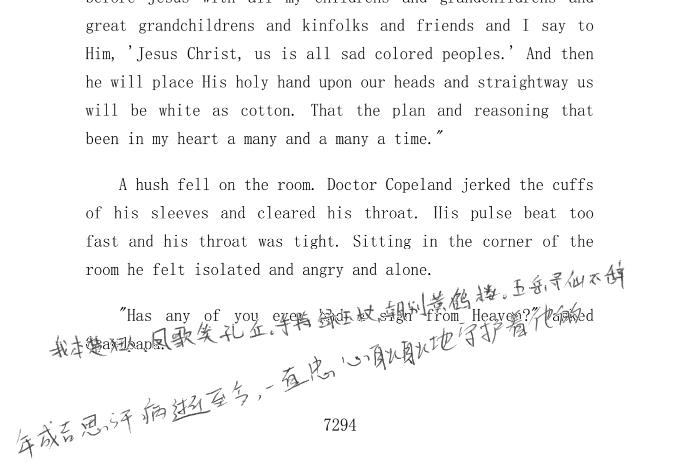 before Jesus with all my childrens and grandchildrens and
great grandchildrens and kinfolks and friends and I say to
Him, 'Jesus Christ, us is all sad colored peoples.' And then
he will place His holy hand upon our heads and straightway us
will be white as cotton. That the plan and reasoning that
been in my heart a many and a many a time."
A hush fell on the room. Doctor Copeland jerked the cuffs
of his sleeves and cleared his throat. His pulse beat too
fast and his throat was tight. Sitting in the corner of the
room he felt isolated and angry and alone.
"Has any of you ever had a sign from Heaven?" asked
我本楚狂人,凤歌笑孔丘。手持绿玉杖,朝别黄鹤楼。五岳寻仙不辞
年成吉思汗病逝至今,一直忠心耿耿地守护着他的
7294